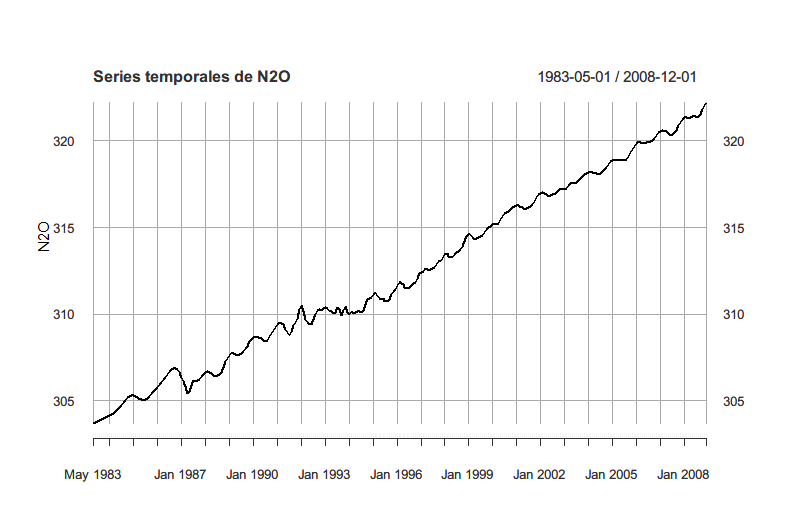 Series temporales de N2O 1983-05-01 / 2008-12-01
320 320
315 315
N2O
310 310
305 305
May 1983 Jan 1987 Jan 1990 Jan 1993 Jan 1996 Jan 1999 Jan 2002 Jan 2005 Jan 2008